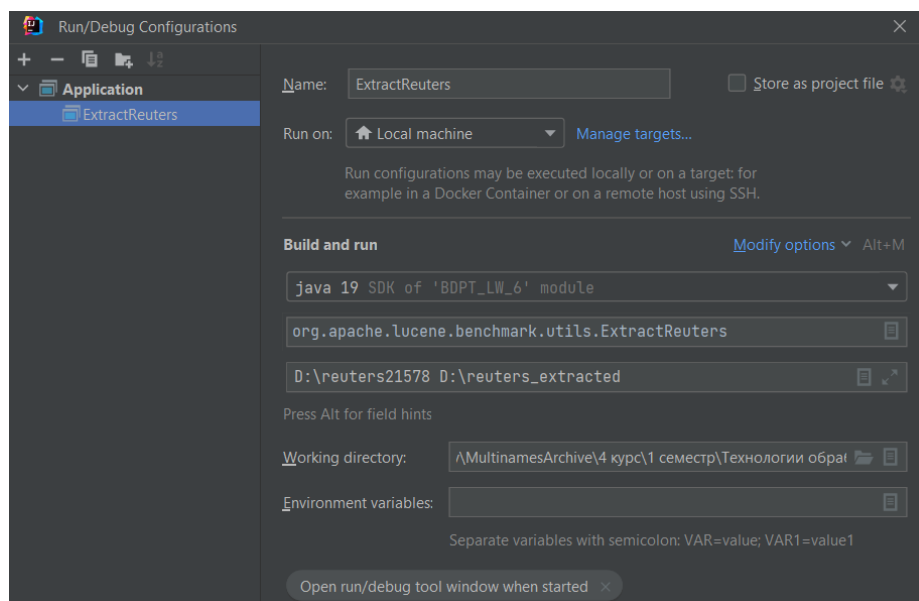 Run/Debug Configurations
Application
ExtractReuters
Name: ExtractReuters Store as project file
Run on: Local machine Manage targets...
Run configurations may be executed locally or on a target: for
example in a Docker Container or on a remote host using SSH.
Build and run Modify options Alt+M
java 19 SDK of 'BDPT_LW_6' module
org.apache.lucene.benchmark.utils.ExtractReuters
D:\reuters21578 D:\reuters_extracted
Press Alt for field hints
Working directory: \MultinamesArchive\4 курс\1 семестр\Технологии обраб
Environment variables:
Separate variables with semicolon: VAR=value; VAR1=value1
Open run/debug tool window when started